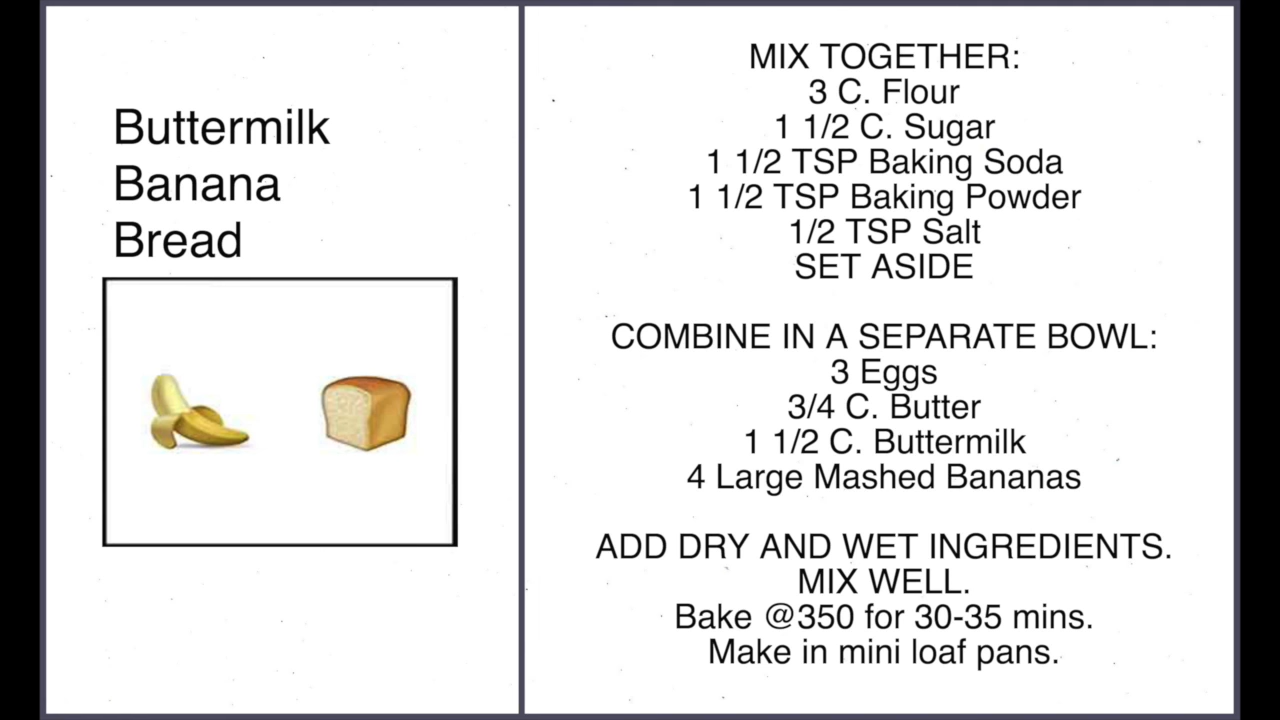 Buttermilk
Banana
Bread
MIX TOGETHER:
3 C. Flour
1 1/2 C. Sugar
1 1/2 TSP Baking Soda
1 1/2 TSP Baking Powder
1/2 TSP Salt
SET ASIDE
COMBINE IN A SEPARATE BOWL:
3 Eggs
3/4 C. Butter
1 1/2 C. Buttermilk
4 Large Mashed Bananas
ADD DRY AND WET INGREDIENTS.
MIX WELL.
Bake @350 for 30-35 mins.
Make in mini loaf pans.